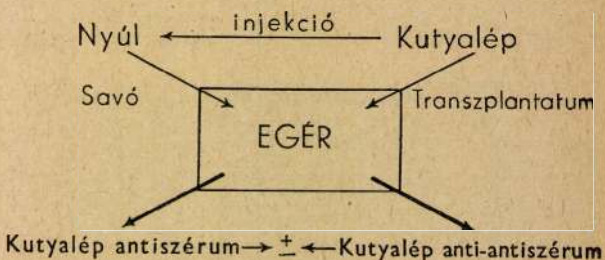 injekció
Nyúl ← Kutyalép
Savó Transzplantatum
EGÉR
Kutyalép antiszérum→ ± ←Kutyalép anti-antiszérum